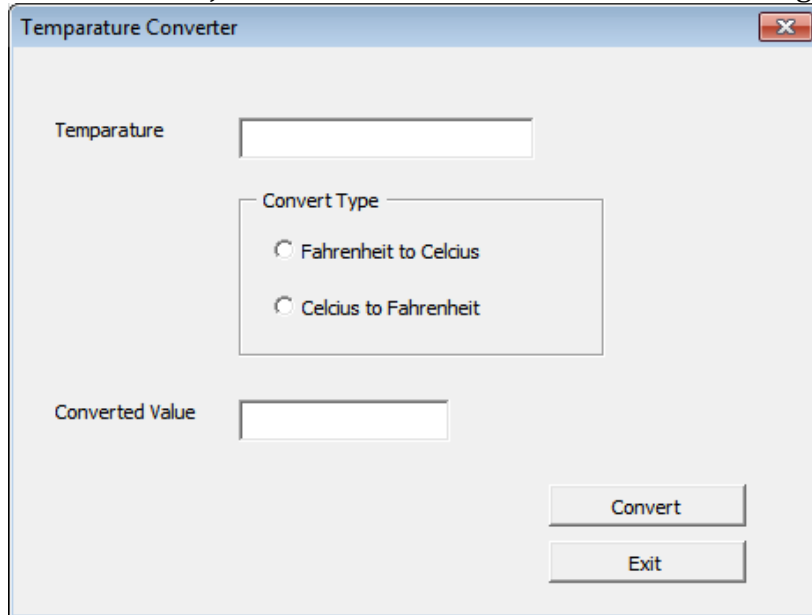 Temparature Converter
Temparature
Convert Type
Fahrenheit to Celcius
Celcius to Fahrenheit
Converted Value
Convert
Exit